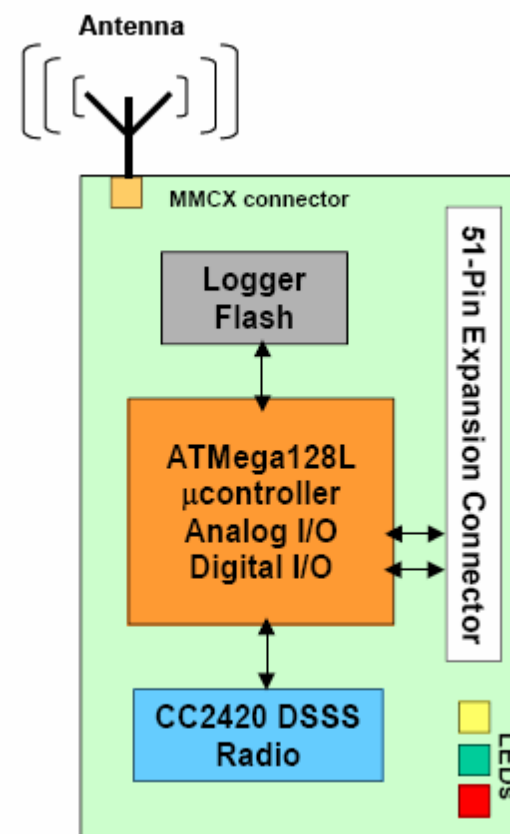 Antenna
MMCX connector
Logger
Flash
ATMega128L
μcontroller
Analog I/O
Digital I/O
51-Pin Expansion Connector
CC2420 DSSS
Radio
LEDs